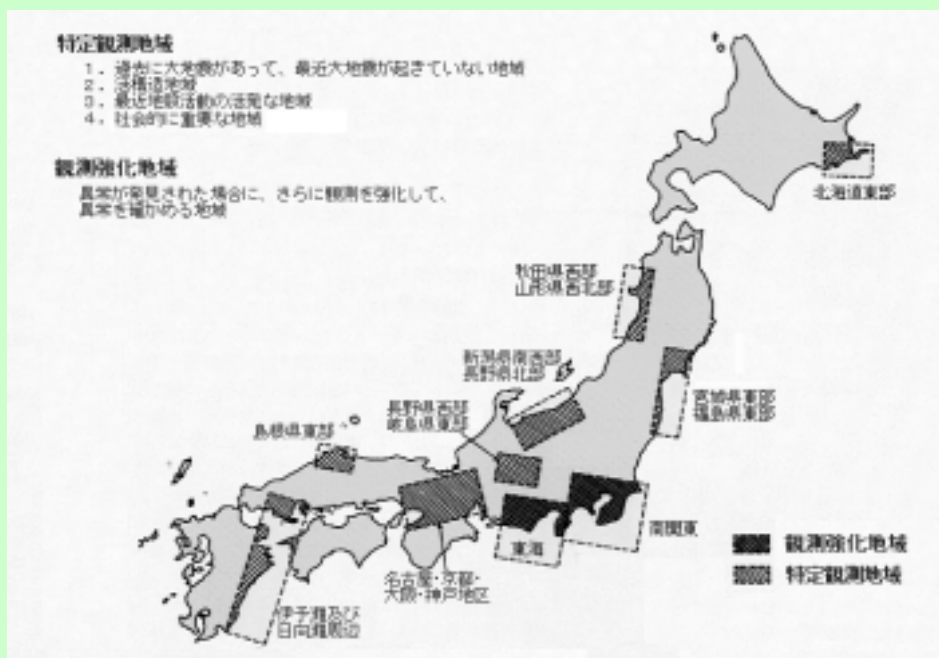 特定観測地域
1. 過去に大地震があって、最近大地震が起きていない地域
2. 活構造地域
3. 最近地殻活動の活発な地域
4. 社会的に重要な地域
観測強化地域
異常が発見された場合に、さらに観測を強化して、
異常を確かめる地域
北海道東部
秋田県西部
山形県西北部
新潟県南西部
長野県北部
宮城県東部
福島県東部
長野県西部
岐阜県東部
島根県東部
南関東
東海
名古屋・京都・
大阪・神戸地区
伊予灘及び
日向灘周辺
観測強化地域
特定観測地域